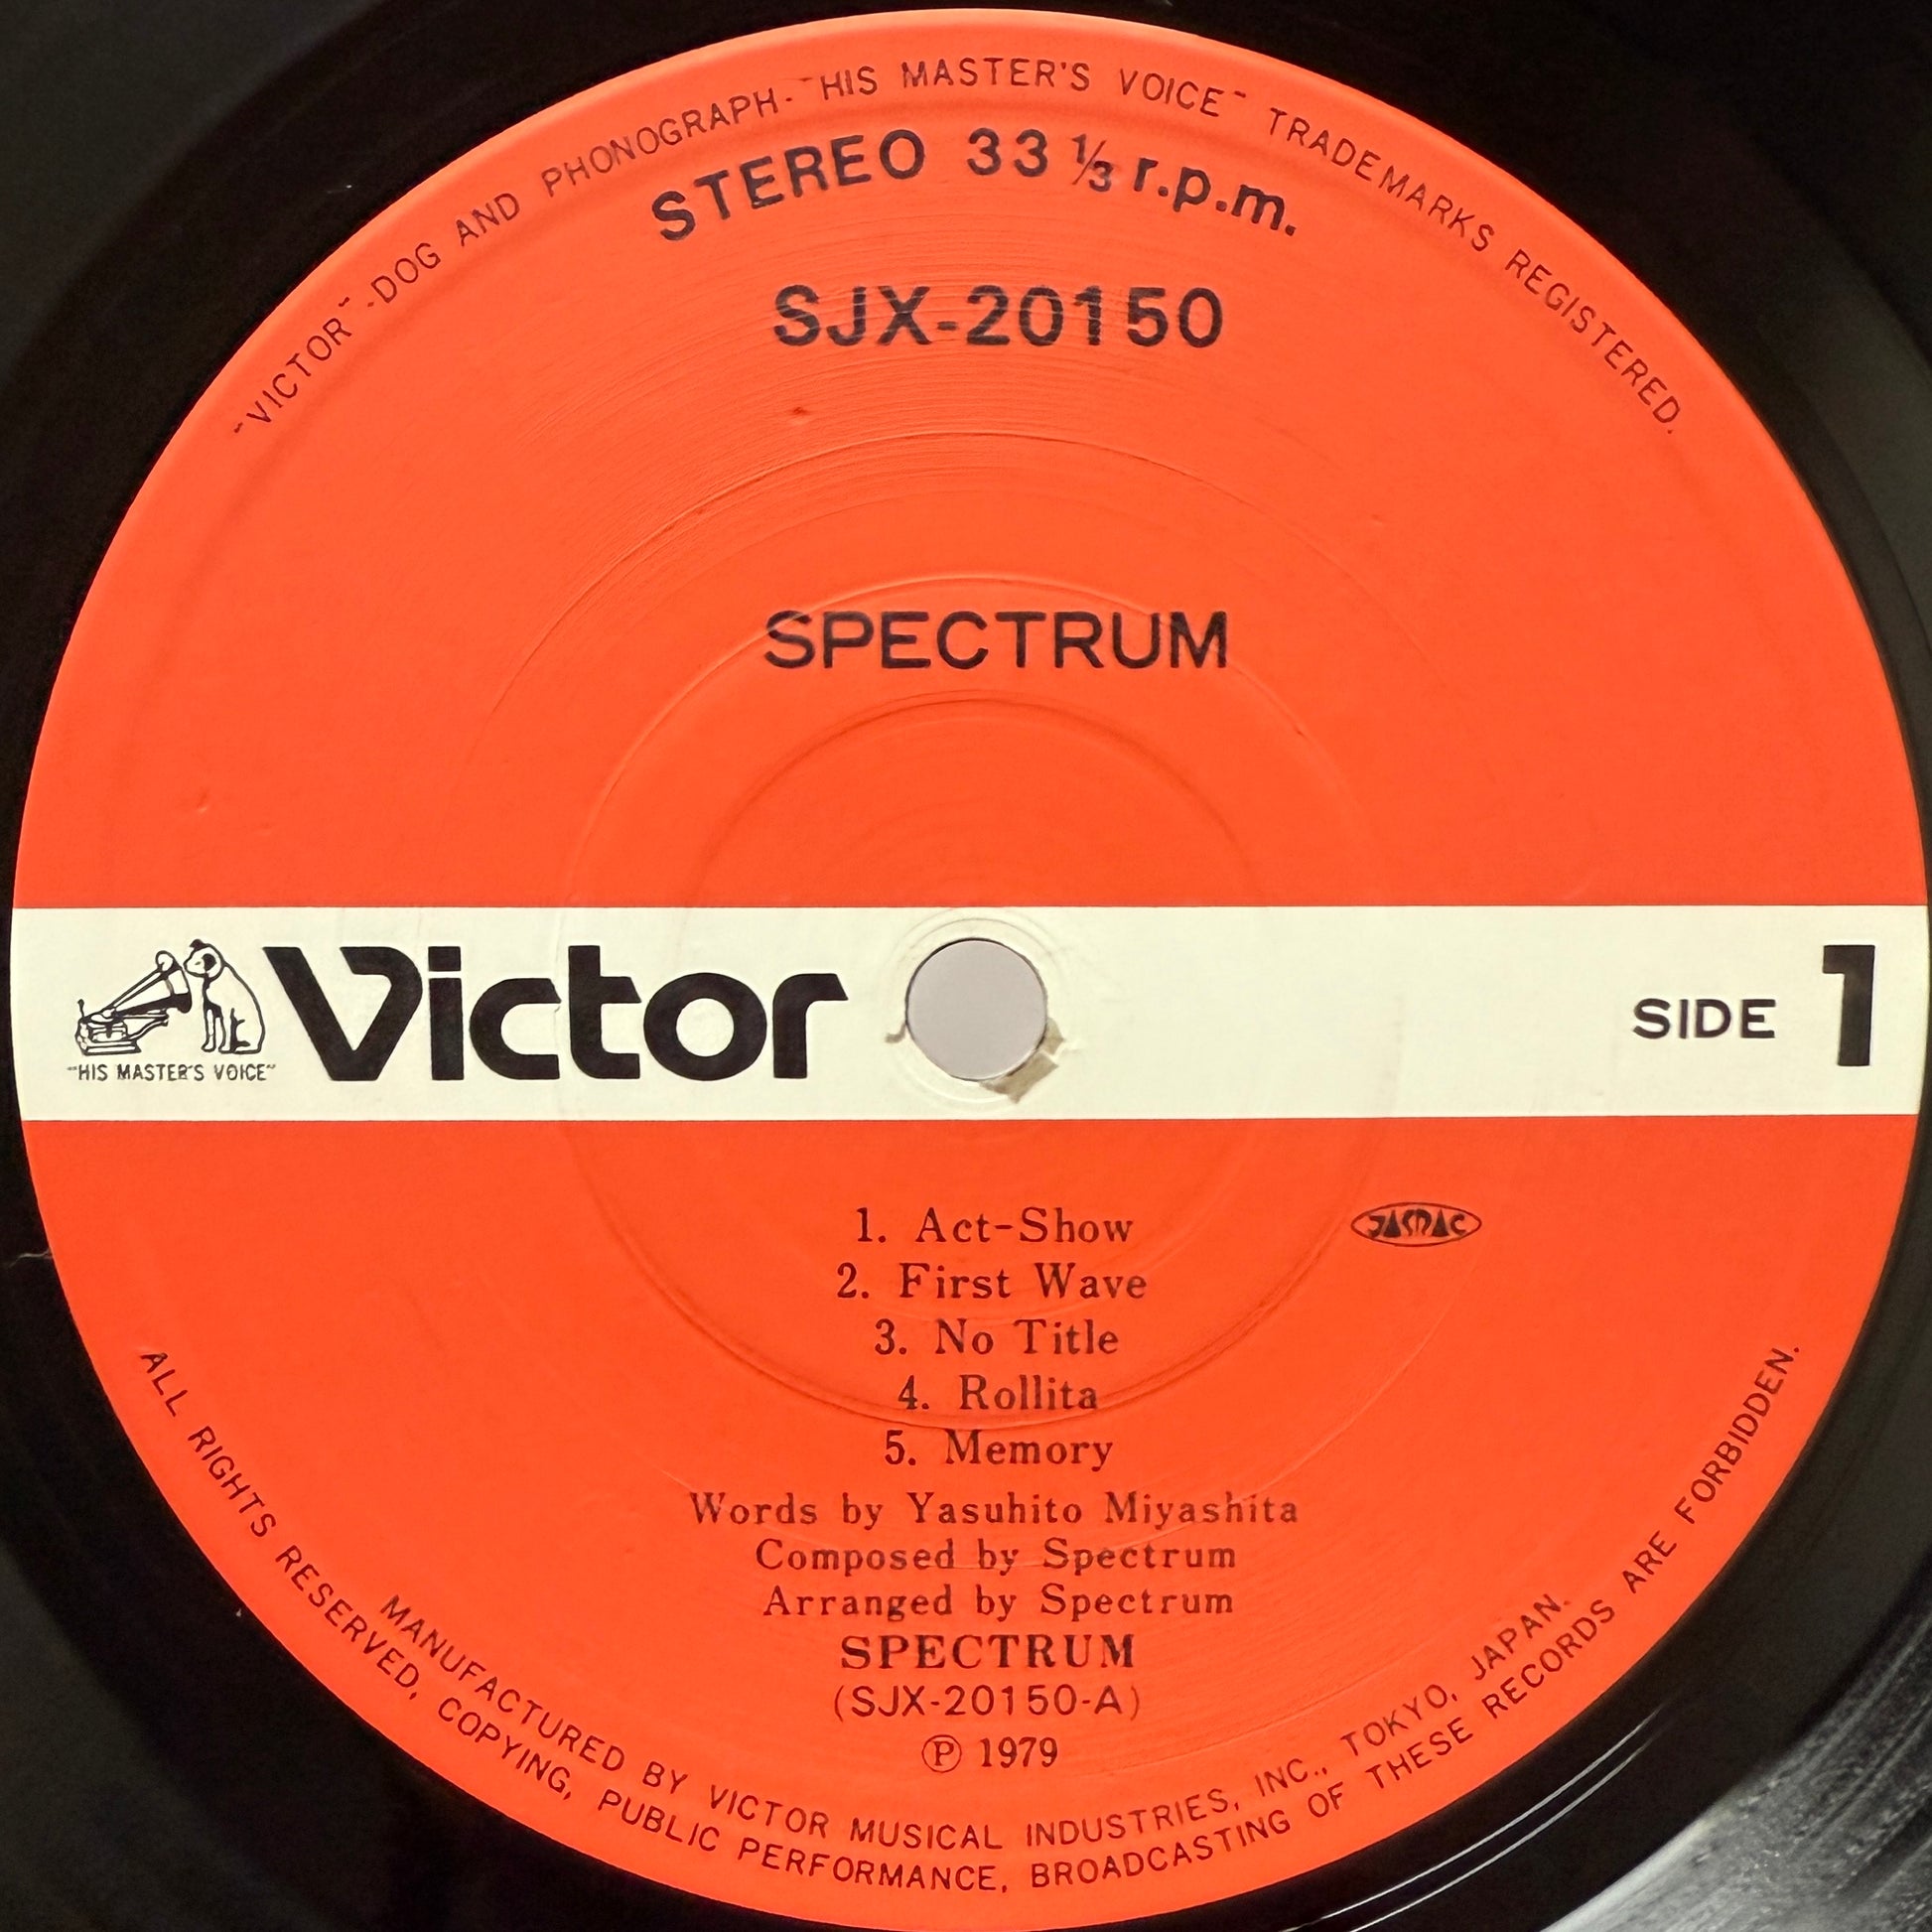 "VICTOR"-DOG AND PHONOGRAPH-"HIS MASTER'S VOICE" TRADEMARKS REGISTERED.
STEREO 33 ⅓ r.p.m.
SJX-20150
SPECTRUM
Victor
"HIS MASTER'S VOICE"
SIDE 1
1. Act-Show
JASRAC
2. First Wave
3. No Title
4. Rollita
5. Memory
Words by Yasuhito Miyashita
Composed by Spectrum
Arranged by Spectrum
SPECTRUM
(SJX-20150-A)
Ⓟ 1979
MANUFACTURED BY VICTOR MUSICAL INDUSTRIES, INC., TOKYO, JAPAN.
ALL RIGHTS RESERVED, COPYING, PUBLIC PERFORMANCE, BROADCASTING OF THESE RECORDS ARE FORBIDDEN.